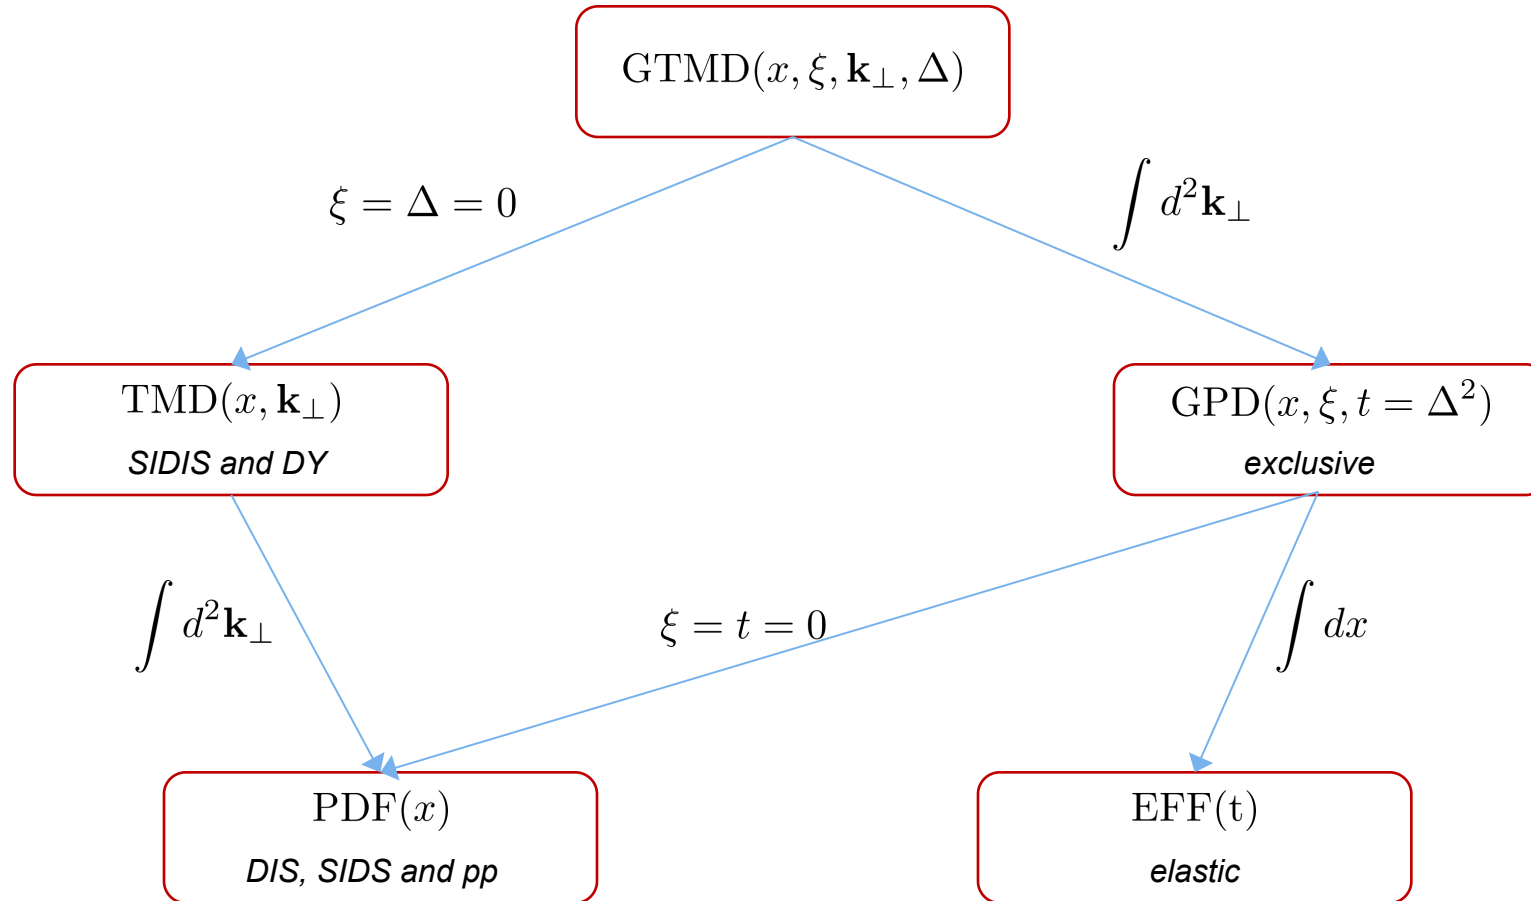 GTMD(x, ξ, k⊥, Δ)
ξ = Δ = 0
∫ d²k⊥
TMD(x, k⊥)
SIDIS and DY
GPD(x, ξ, t = Δ²)
exclusive
∫ d²k⊥
ξ = t = 0
∫ dx
PDF(x)
DIS, SIDS and pp
EFF(t)
elastic